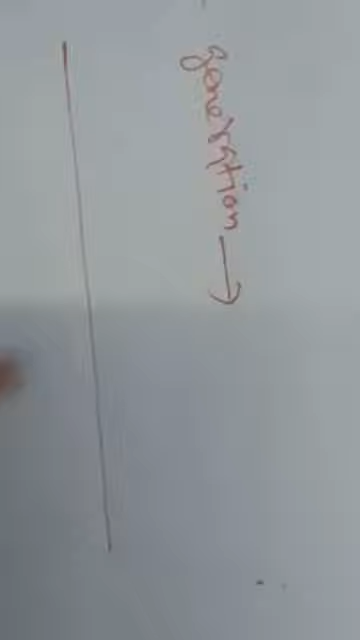 generation →